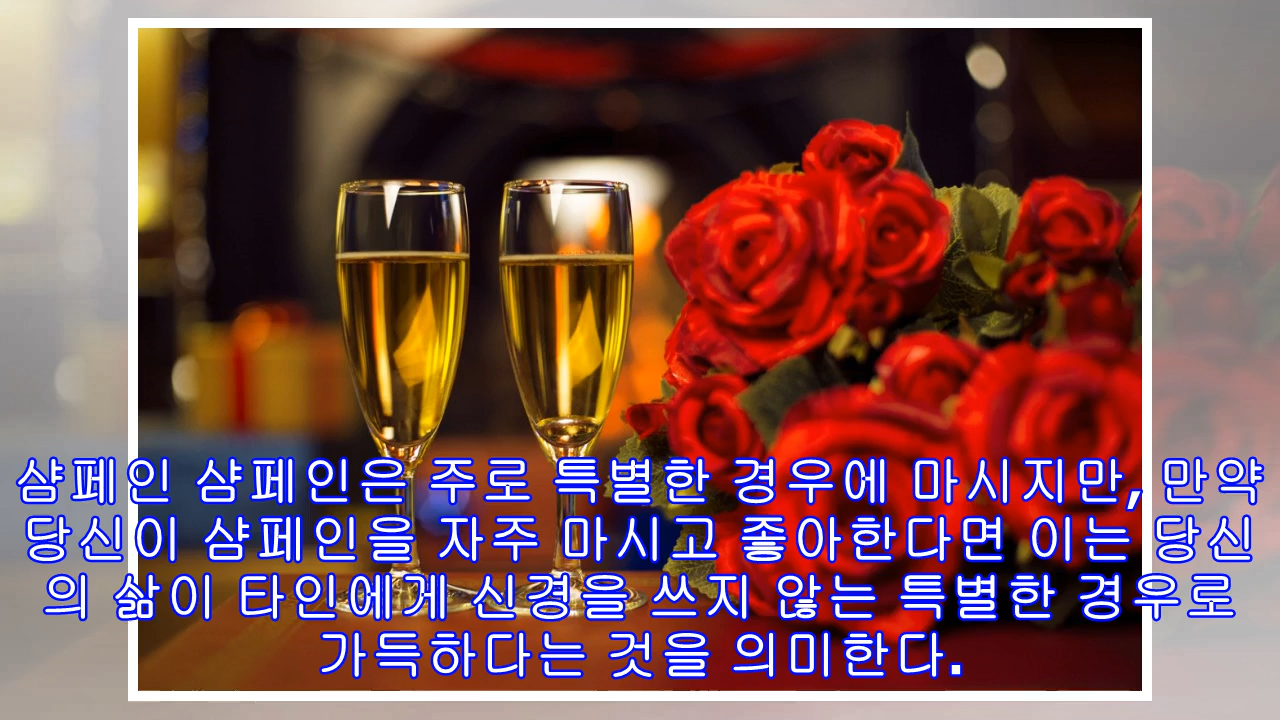 샴페인 샴페인은 주로 특별한 경우에 마시지만, 만약
당신이 샴페인을 자주 마시고 좋아한다면 이는 당신
의 삶이 타인에게 신경을 쓰지 않는 특별한 경우로
가득하다는 것을 의미한다.